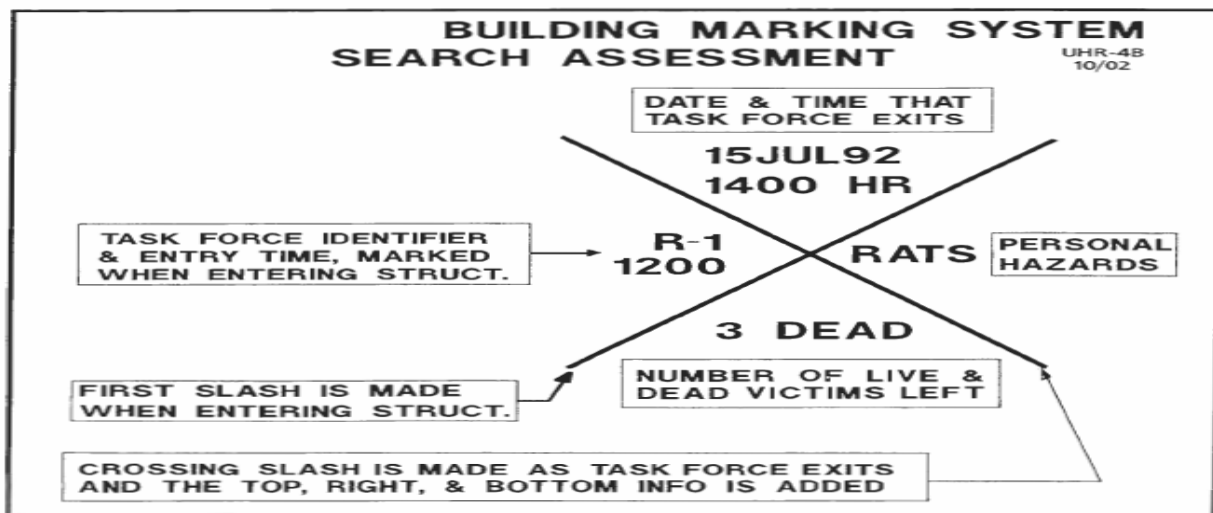 BUILDING MARKING SYSTEM
SEARCH ASSESSMENT
UHR-4B
10/02
DATE & TIME THAT
TASK FORCE EXITS
15JUL92
1400 HR
TASK FORCE IDENTIFIER
& ENTRY TIME, MARKED
WHEN ENTERING STRUCT.
R-1
1200
RATS
PERSONAL
HAZARDS
3 DEAD
NUMBER OF LIVE &
DEAD VICTIMS LEFT
FIRST SLASH IS MADE
WHEN ENTERING STRUCT.
CROSSING SLASH IS MADE AS TASK FORCE EXITS
AND THE TOP, RIGHT, & BOTTOM INFO IS ADDED